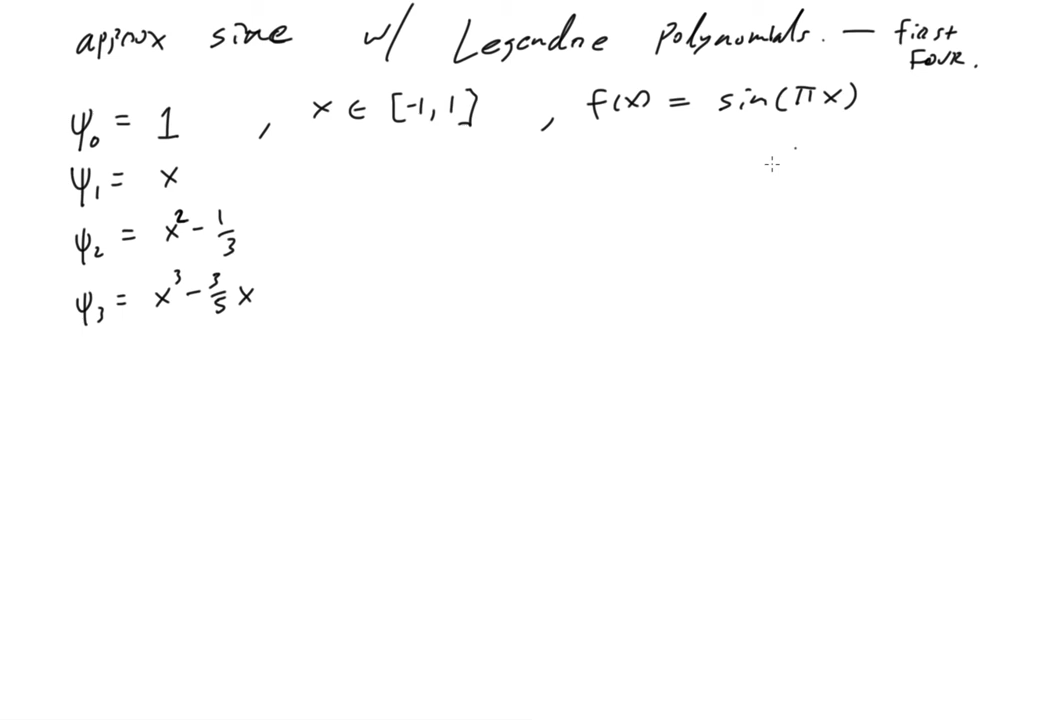 approx sine w/ Legendre polynomials. — first FOUR.
ψ₀ = 1 , x ∈ [-1, 1] , f(x) = sin(πx)
ψ₁ = x
ψ₂ = x² - 1/3
ψ₃ = x³ - 3/5 x